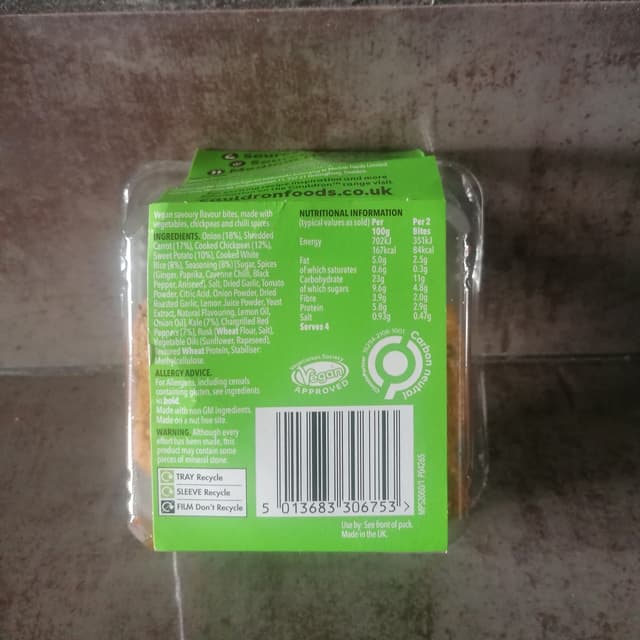 cauldronfoods.co.uk
Vegan savoury flavour bites, made with
vegetables, chickpeas and chilli spices
INGREDIENTS: Onion (18%), Shredded
Carrot (17%), Cooked Chickpeas (12%),
Sweet Potato (10%), Cooked White
Rice (8%), Seasoning (8%) (Sugar, Spices
(Ginger, Paprika, Cayenne Chilli, Black
Pepper, Aniseed), Salt, Dried Garlic, Tomato
Powder, Citric Acid, Onion Powder, Dried
Roasted Garlic, Lemon Juice Powder, Yeast
Extract, Natural Flavouring, Lemon Oil,
Onion Oil), Kale (7%), Chargrilled Red
Peppers (7%), Rusk (Wheat Flour, Salt),
Vegetable Oils (Sunflower, Rapeseed),
Textured Wheat Protein, Stabiliser:
Methylcellulose.
ALLERGY ADVICE.
For Allergens, including cereals
containing gluten, see ingredients
in bold.
Made with non GM ingredients.
Made on a nut free site.
WARNING: Although every
effort has been made, this
product may contain some
pieces of mineral stone.
TRAY Recycle
SLEEVE Recycle
FILM Don't Recycle
NUTRITIONAL INFORMATION
(typical values as sold) Per 100g Per 2 Bites
Energy 702kJ 351kJ
167kcal 84kcal
Fat 5.0g 2.5g
of which saturates 0.6g 0.3g
Carbohydrate 23g 11g
of which sugars 9.6g 4.8g
Fibre 3.9g 2.0g
Protein 5.8g 2.9g
Salt 0.93g 0.47g
Serves 4
Vegetarian Society
Vegan
APPROVED
Carbon neutral
5 013683 306753 >
MPS2060/1 P04265
Use by: See front of pack.
Made in the UK.